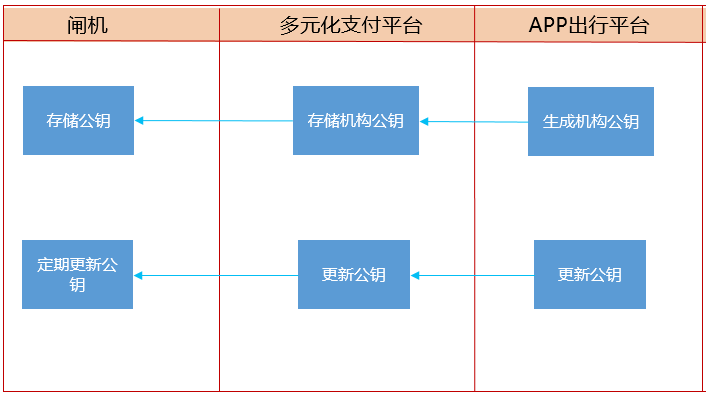 闸机
多元化支付平台
APP出行平台
存储公钥
存储机构公钥
生成机构公钥
定期更新公
钥
更新公钥
更新公钥